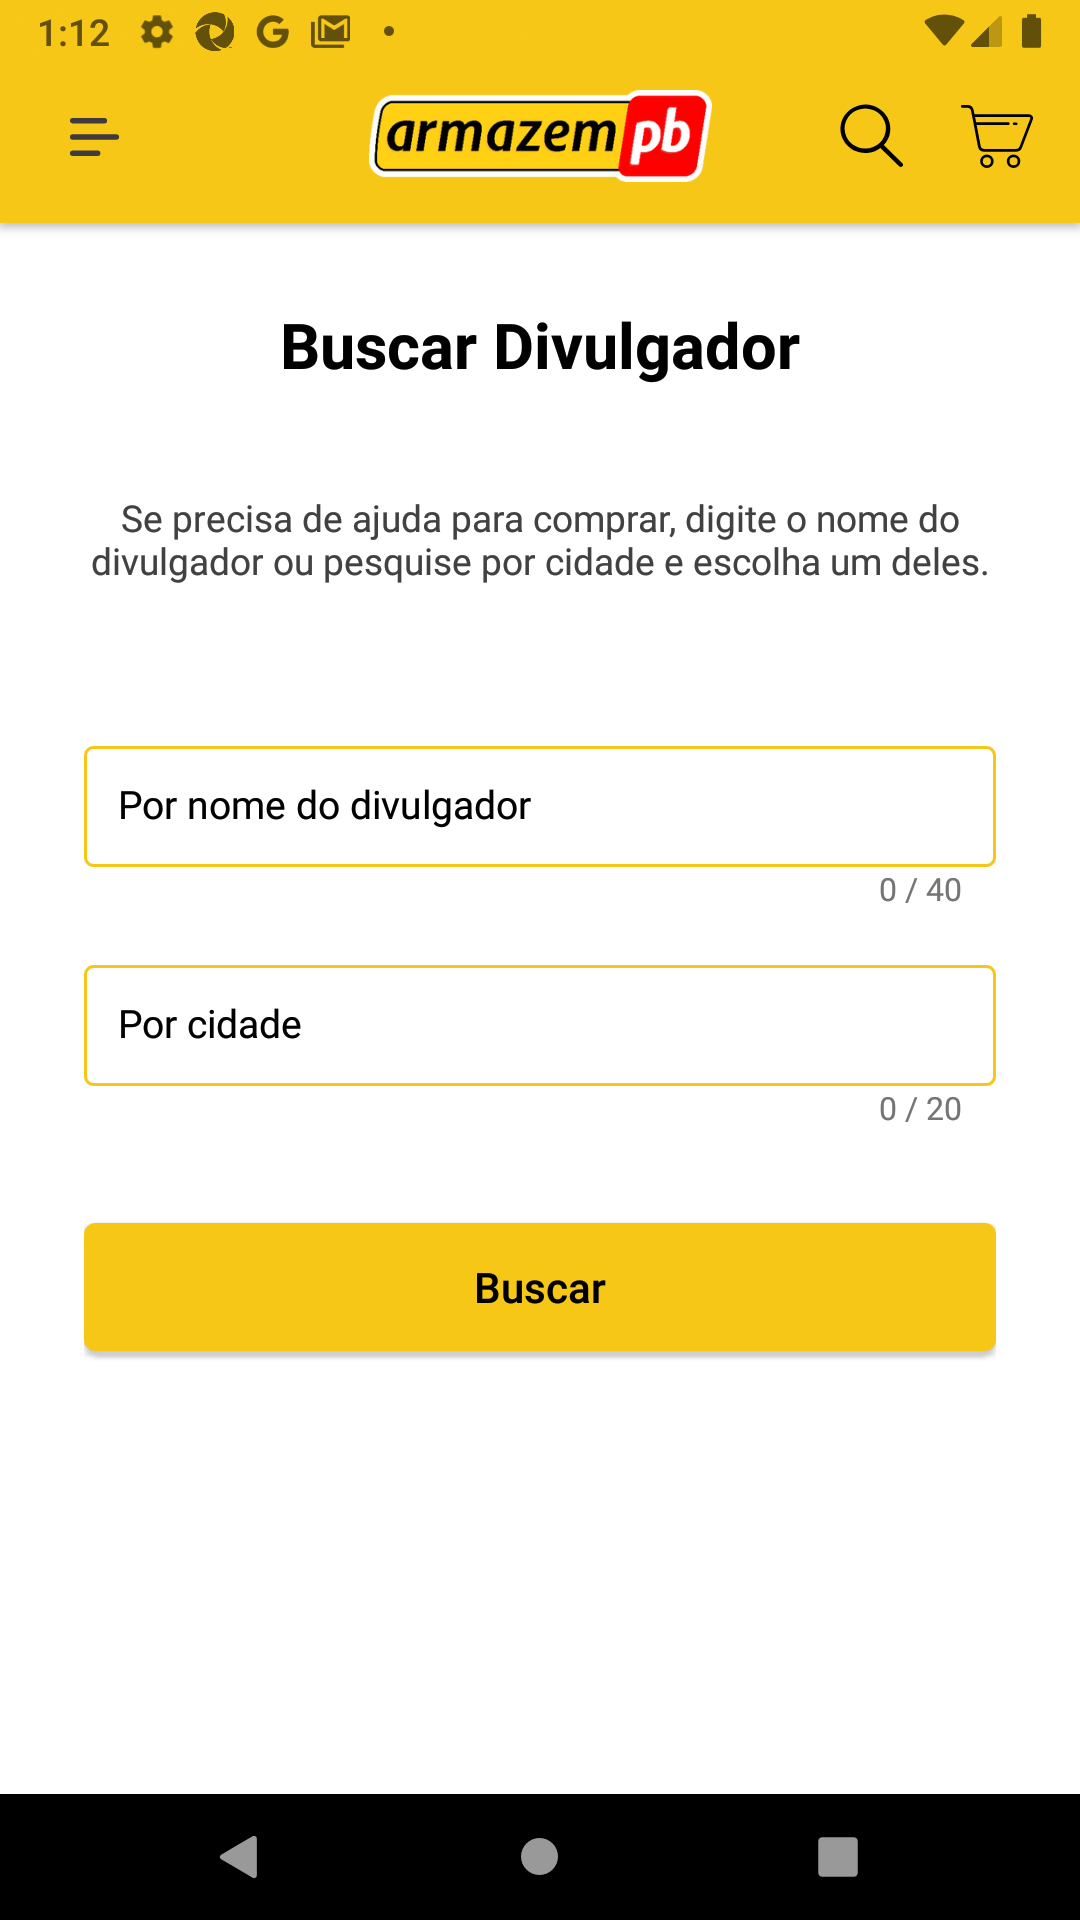 1:12
armazem pb
Buscar Divulgador
Se precisa de ajuda para comprar, digite o nome do
divulgador ou pesquise por cidade e escolha um deles.
Por nome do divulgador
0 / 40
Por cidade
0 / 20
Buscar